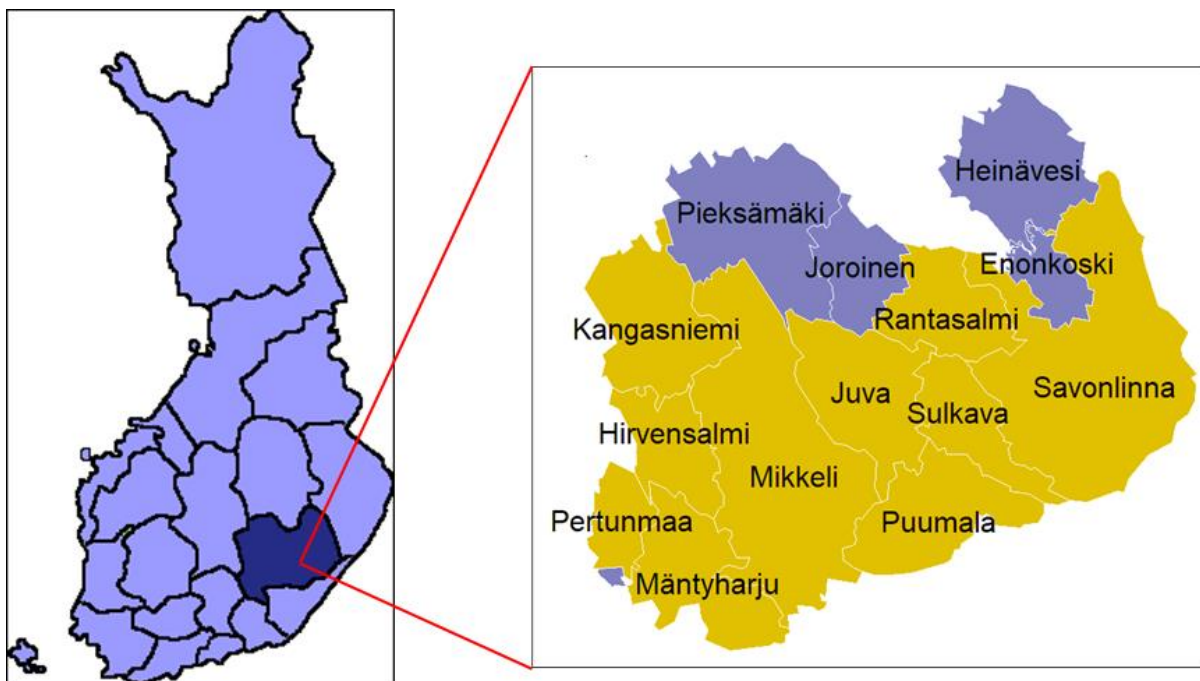 Heinävesi
Pieksämäki
Joroinen
Enonkoski
Kangasniemi
Rantasalmi
Juva
Savonlinna
Sulkava
Hirvensalmi
Mikkeli
Pertunmaa
Puumala
Mäntyharju